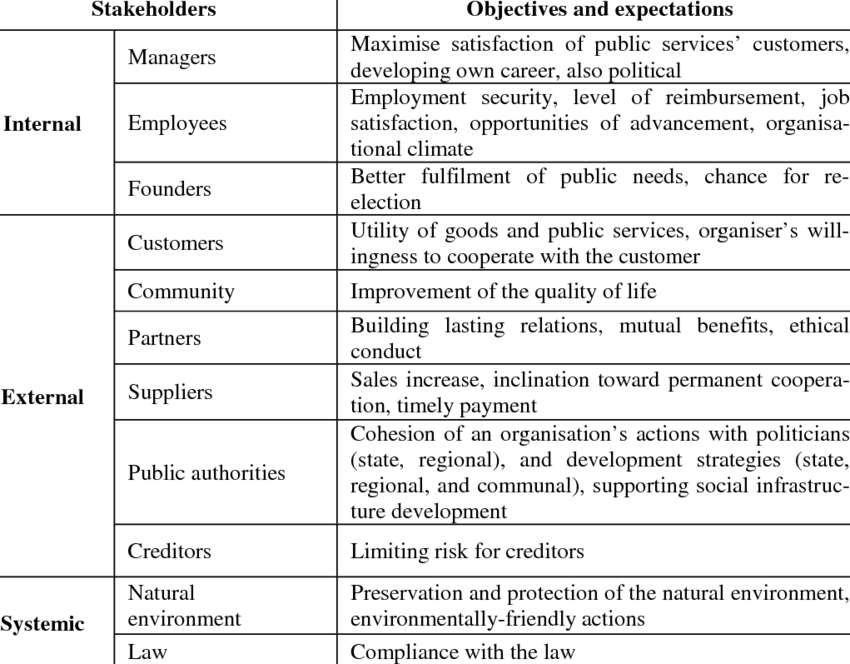 Stakeholders Objectives and expectations
Internal
Managers
Maximise satisfaction of public services’ customers,
developing own career, also political
Employees
Employment security, level of reimbursement, job
satisfaction, opportunities of advancement, organisa-
tional climate
Founders
Better fulfilment of public needs, chance for re-
election
External
Customers
Utility of goods and public services, organiser’s will-
ingness to cooperate with the customer
Community
Improvement of the quality of life
Partners
Building lasting relations, mutual benefits, ethical
conduct
Suppliers
Sales increase, inclination toward permanent coopera-
tion, timely payment
Public authorities
Cohesion of an organisation’s actions with politicians
(state, regional), and development strategies (state,
regional, and communal), supporting social infrastruc-
ture development
Creditors
Limiting risk for creditors
Systemic
Natural
environment
Preservation and protection of the natural environment,
environmentally-friendly actions
Law
Compliance with the law